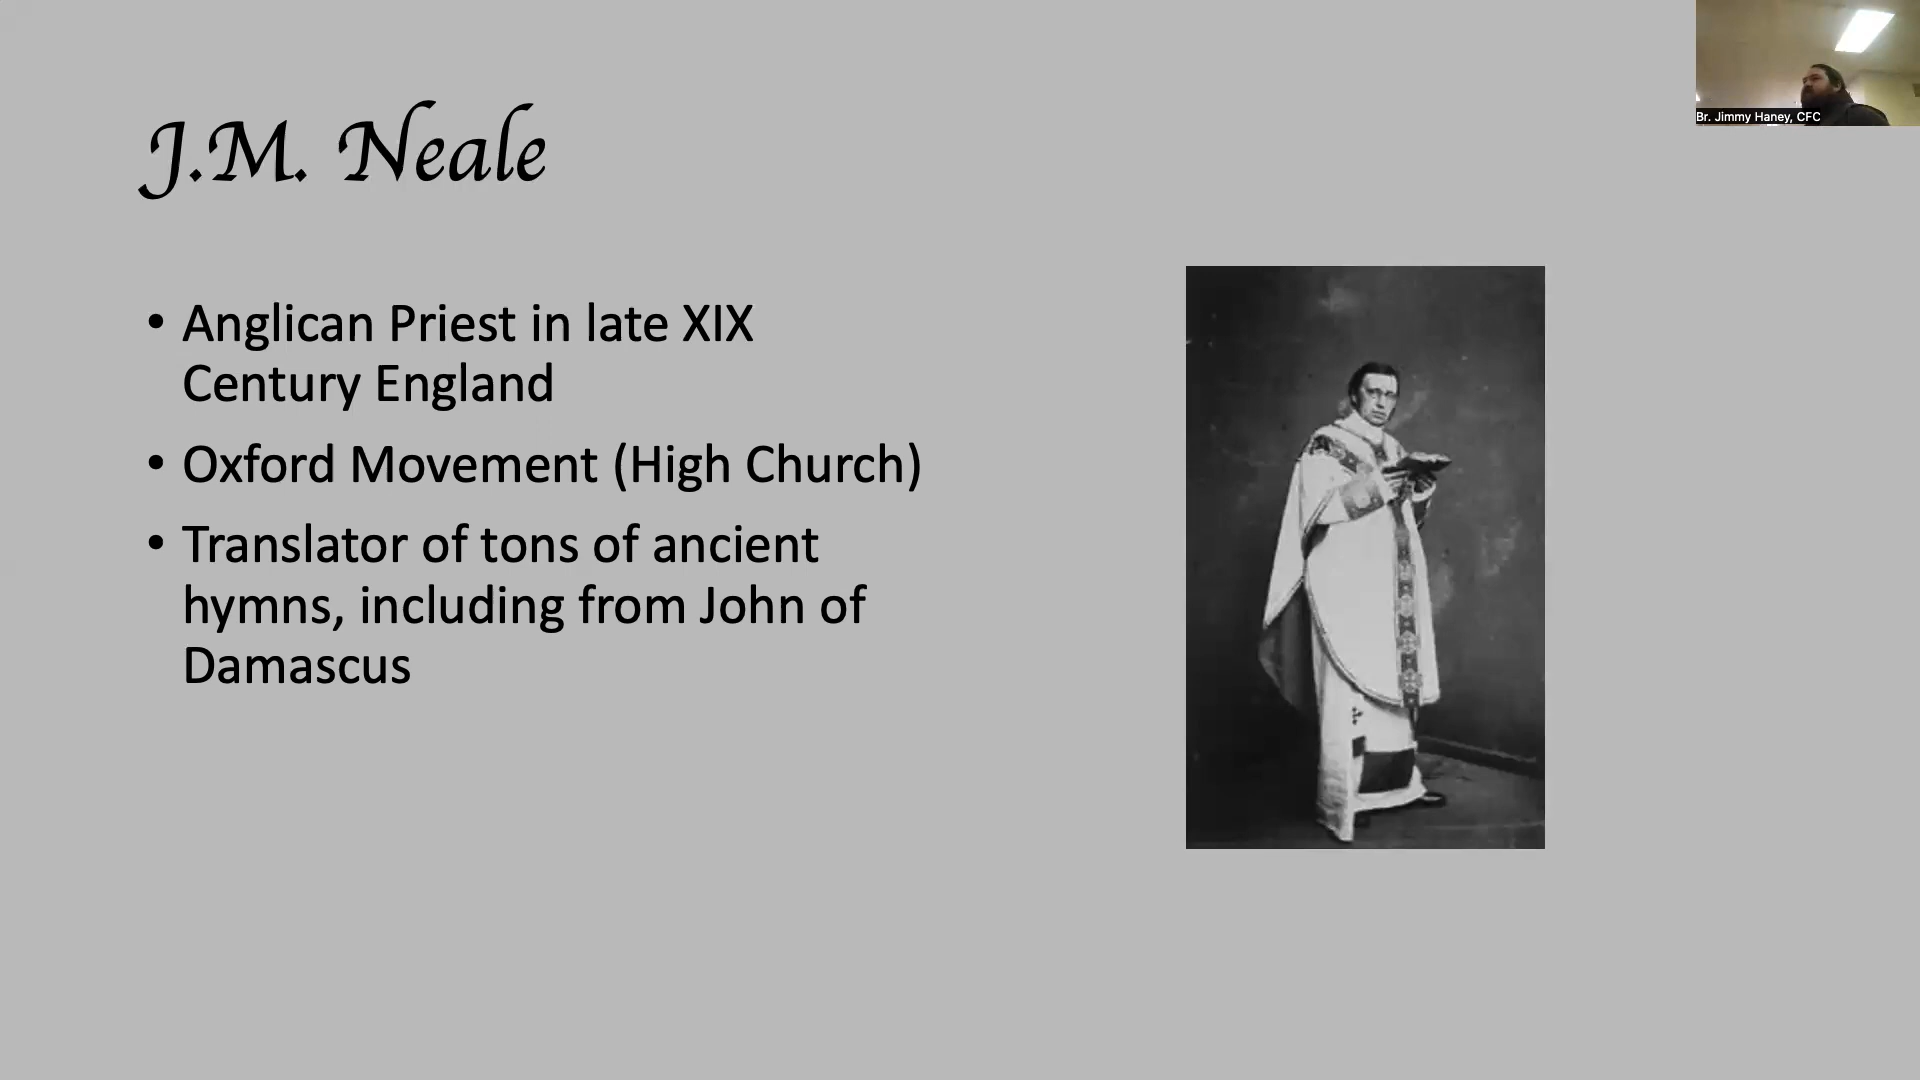 J.M. Neale
• Anglican Priest in late XIX
Century England
• Oxford Movement (High Church)
• Translator of tons of ancient
hymns, including from John of
Damascus
Br. Jimmy Haney, CFC